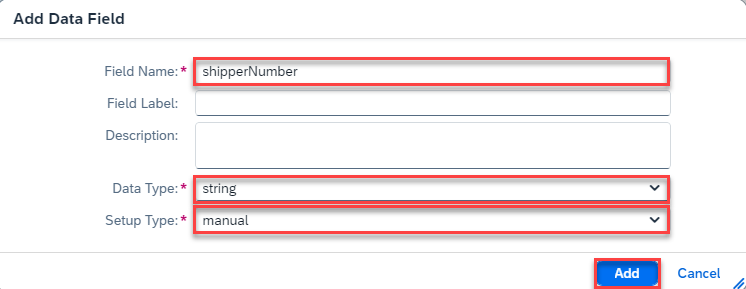 Add Data Field
Field Name:* shipperNumber
Field Label:
Description:
Data Type:* string
Setup Type:* manual
Add Cancel